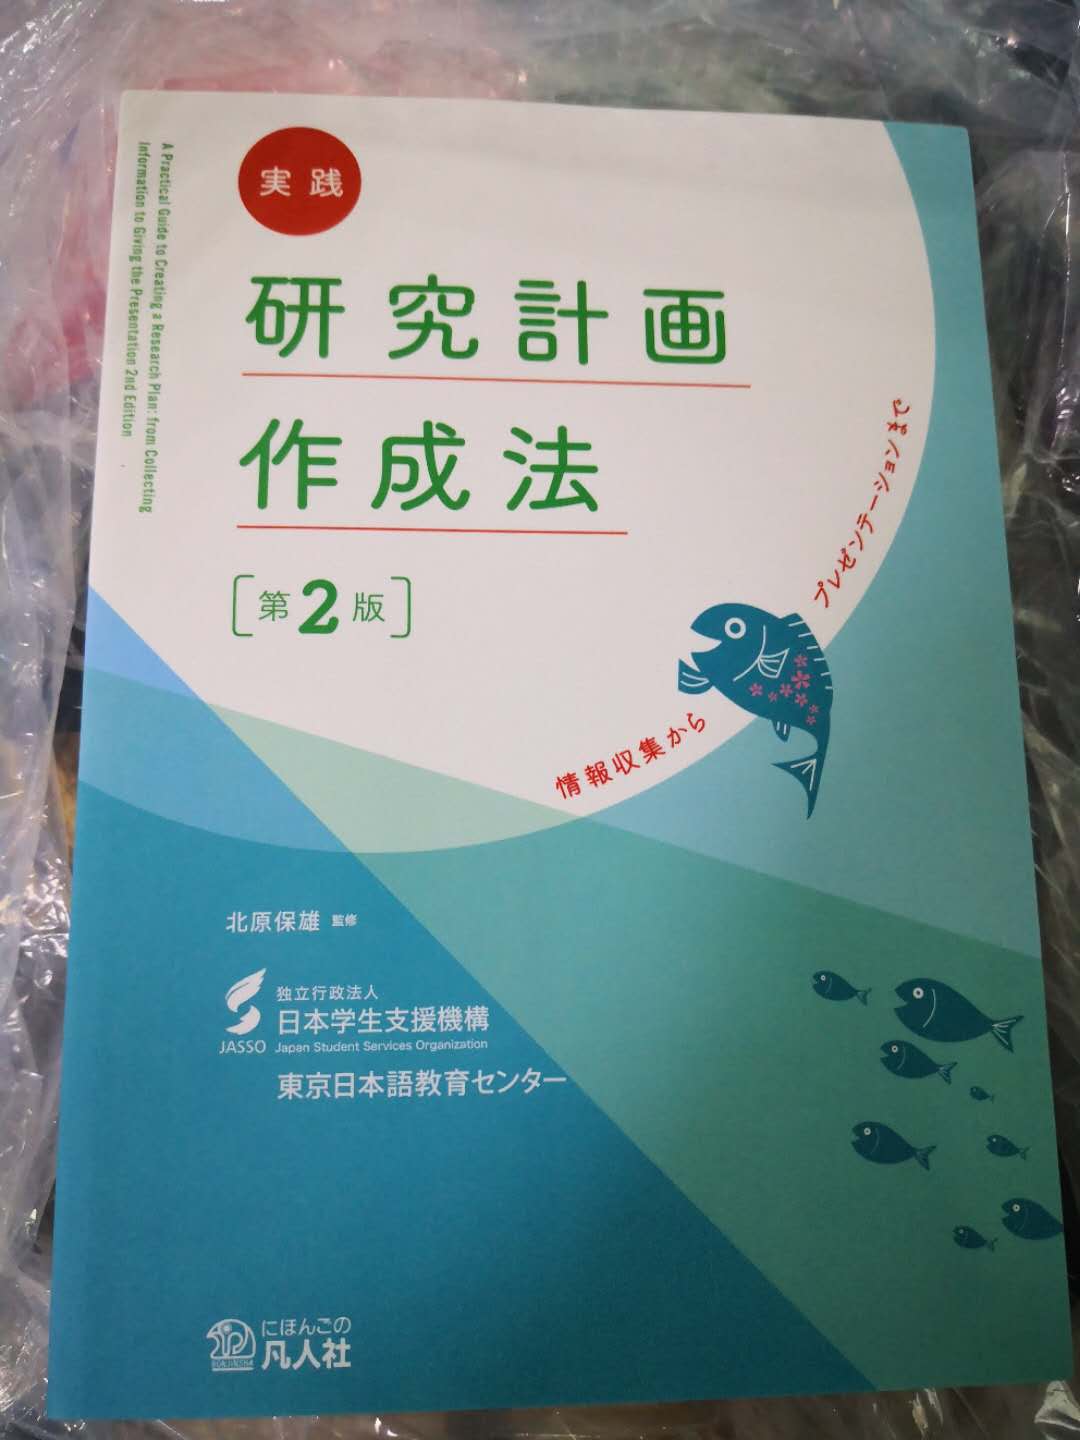 実践
研究計画
作成法
[第2版]
A Practical Guide to Creating a Research Plan: from Collecting
Information to Giving the Presentation 2nd Edition
情報収集から
プレゼンテーションまで
北原保雄 監修
独立行政法人
日本学生支援機構
JASSO Japan Student Services Organization
東京日本語教育センター
にほんごの
凡人社
BONJINSHA